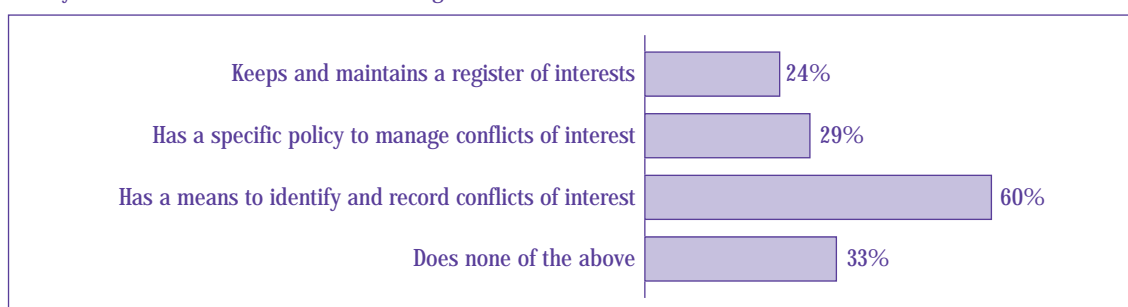 Keeps and maintains a register of interests 24%
Has a specific policy to manage conflicts of interest 29%
Has a means to identify and record conflicts of interest 60%
Does none of the above 33%